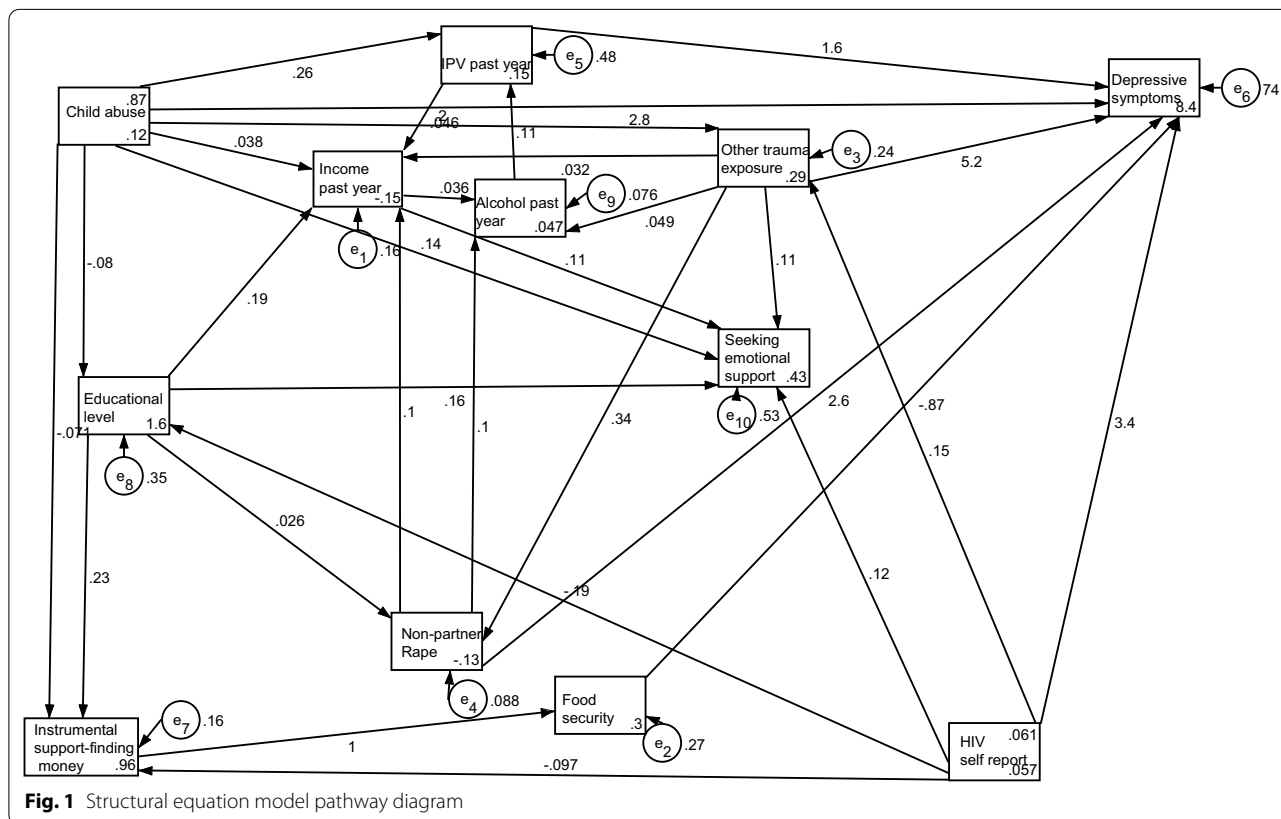 IPV past year
.15
e5
.48
1.6
.26
Depressive
symptoms
8.4
e6
74
.87
Child abuse
.12
2.8
.046
.11
.038
Other trauma
exposure
.29
e3
.24
5.2
Income
past year
-.15
.036
.032
Alcohol past
year
.047
e9
.076
.049
e1
.16
.14
.11
.11
-.08
.19
Seeking
emotional
support
.43
Educational
level
1.6
.16
.1
.1
e10
.53
.34
2.6
-.87
3.4
.15
-.071
e8
.35
.026
.23
.12
-.19
Non-partner
Rape
-.13
e4
.088
Food
security
.3
e2
.27
Instrumental
support-finding
money
.96
e7
.16
1
-.097
.061
HIV
self report
.057
Fig. 1 Structural equation model pathway diagram